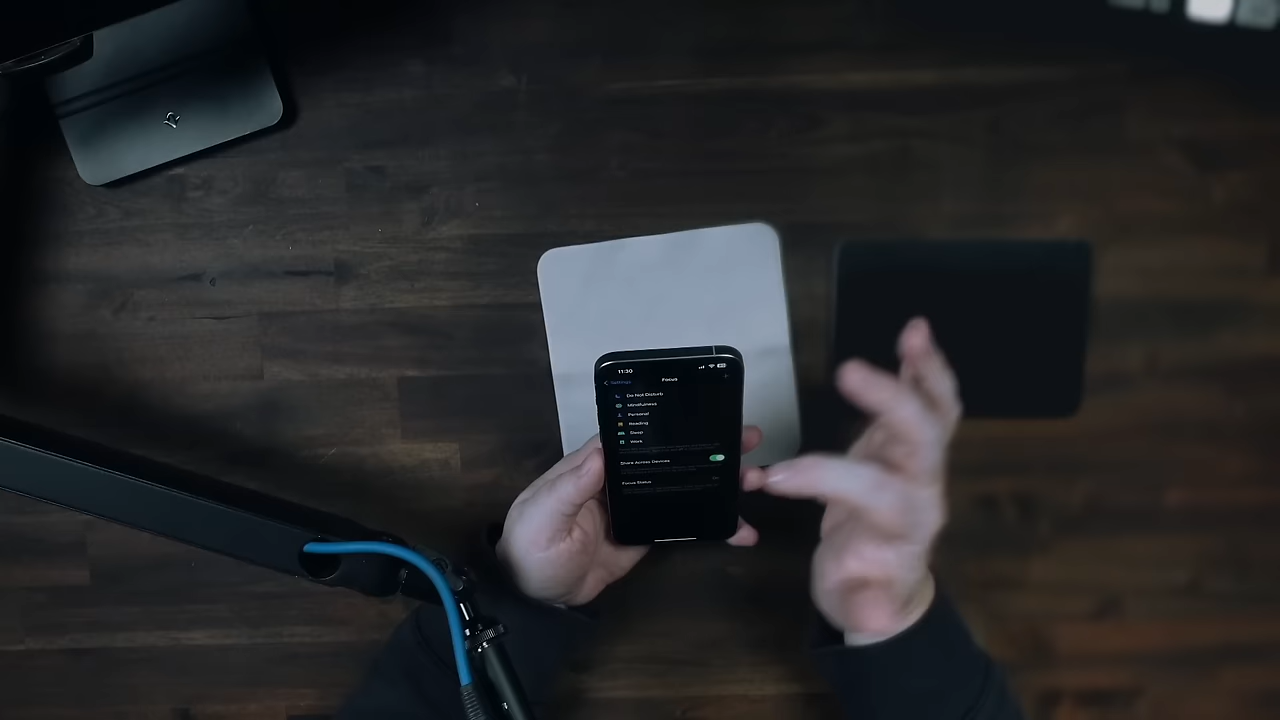 11:30
Settings
Focus
Do Not Disturb
Mindfulness
Personal
Reading
Sleep
Work
Share Across Devices
Focus Status